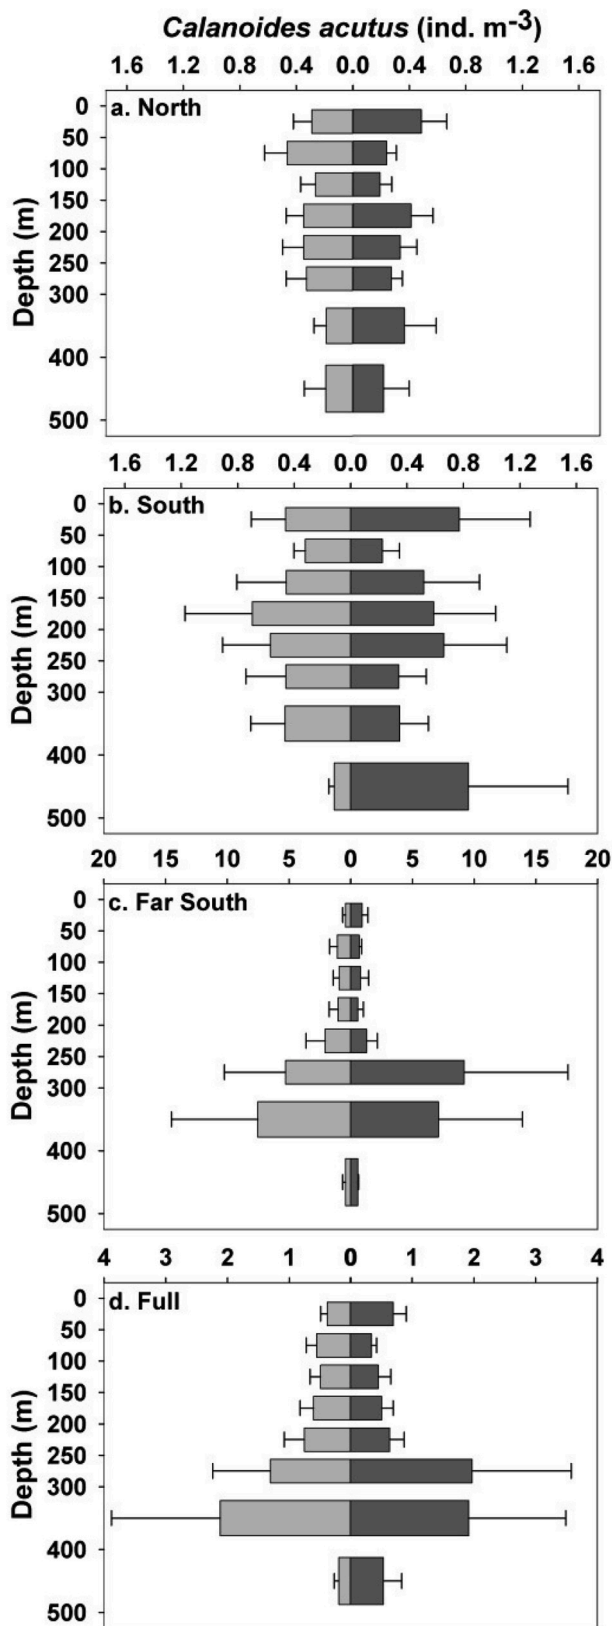 Calanoides acutus (ind. m-3)
1.6 1.2 0.8 0.4 0.0 0.4 0.8 1.2 1.6
a. North
0
50
100
150
200
250
300
400
500
Depth (m)
1.6 1.2 0.8 0.4 0.0 0.4 0.8 1.2 1.6
b. South
0
50
100
150
200
250
300
400
500
Depth (m)
20 15 10 5 0 5 10 15 20
c. Far South
0
50
100
150
200
250
300
400
500
Depth (m)
4 3 2 1 0 1 2 3 4
d. Full
0
50
100
150
200
250
300
400
500
Depth (m)